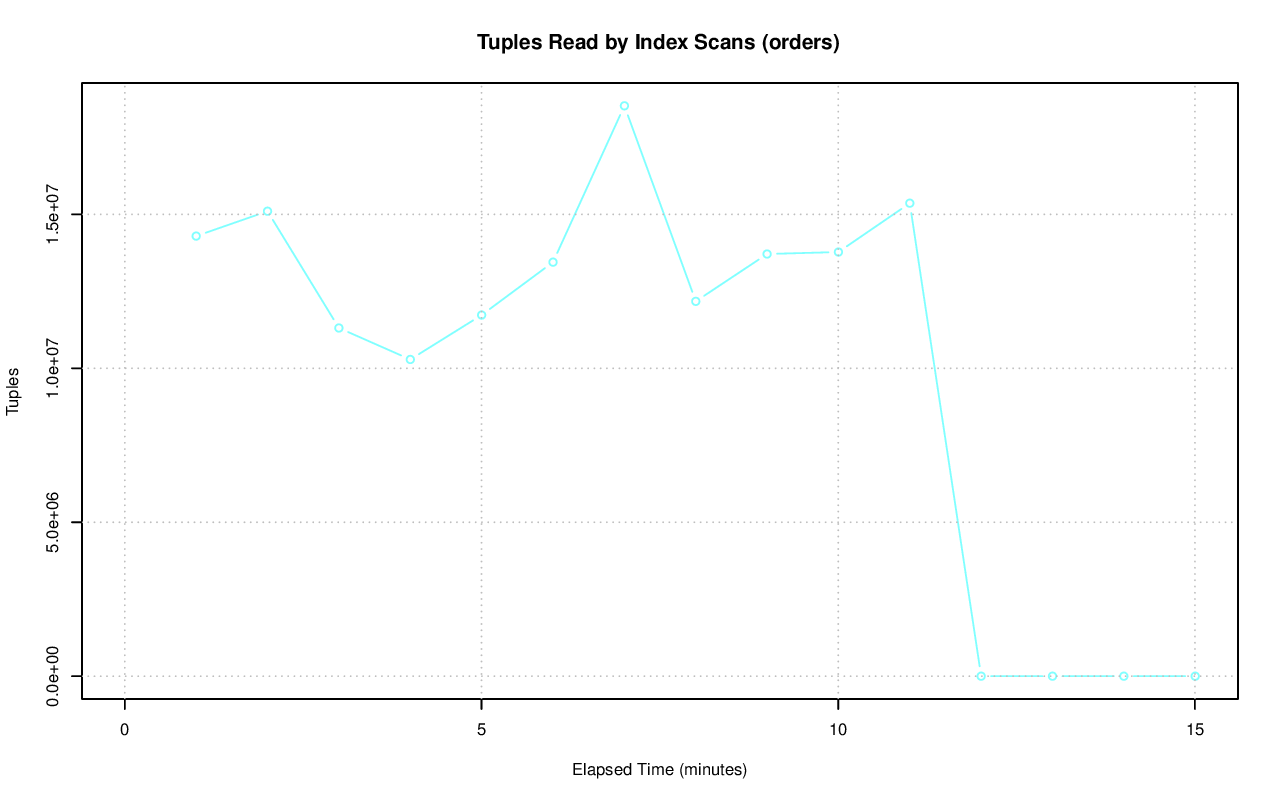 Tuples Read by Index Scans (orders)
1.5e+07
1.0e+07
5.0e+06
0.0e+00
Tuples
0 5 10 15
Elapsed Time (minutes)